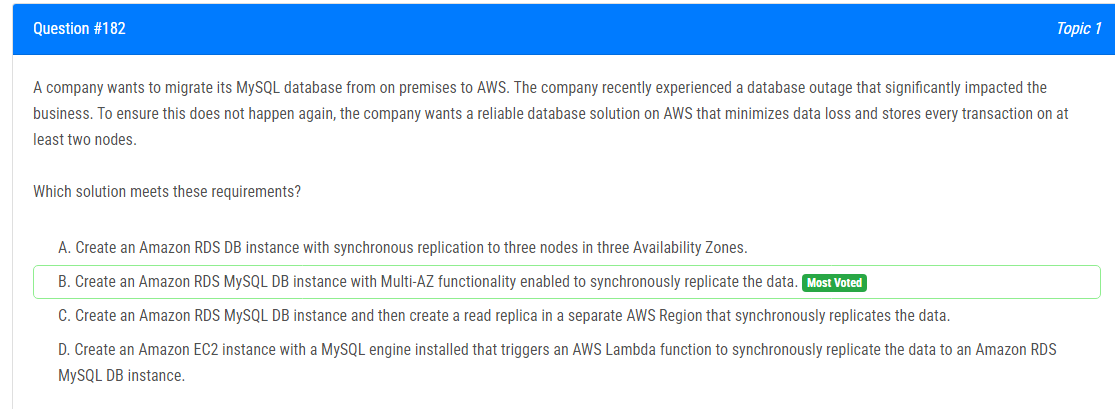 Question #182
Topic 1
A company wants to migrate its MySQL database from on premises to AWS. The company recently experienced a database outage that significantly impacted the
business. To ensure this does not happen again, the company wants a reliable database solution on AWS that minimizes data loss and stores every transaction on at
least two nodes.
Which solution meets these requirements?
A. Create an Amazon RDS DB instance with synchronous replication to three nodes in three Availability Zones.
B. Create an Amazon RDS MySQL DB instance with Multi-AZ functionality enabled to synchronously replicate the data. Most Voted
C. Create an Amazon RDS MySQL DB instance and then create a read replica in a separate AWS Region that synchronously replicates the data.
D. Create an Amazon EC2 instance with a MySQL engine installed that triggers an AWS Lambda function to synchronously replicate the data to an Amazon RDS
MySQL DB instance.